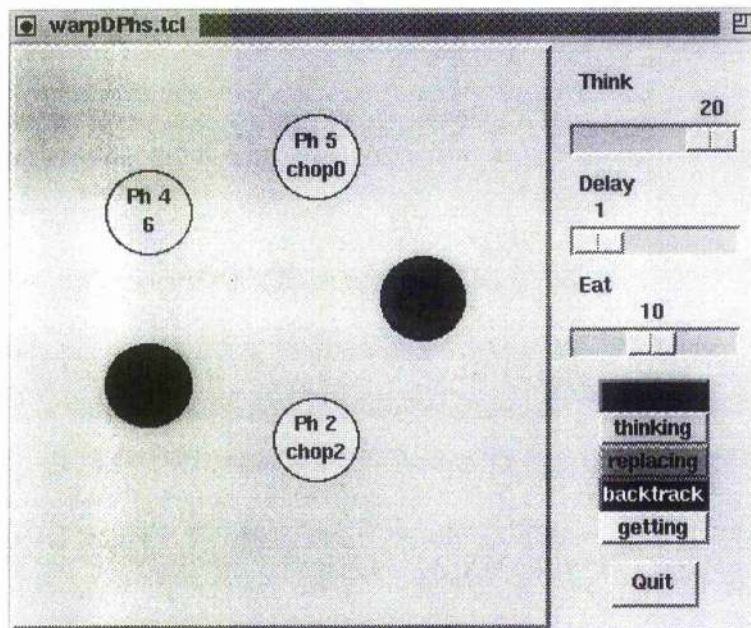 warpDPhs.tcl
Think
20
Ph 5
chop0
Ph 4
6
Delay
1
Eat
10
Ph 2
chop2
thinking
replacing
backtrack
getting
Quit